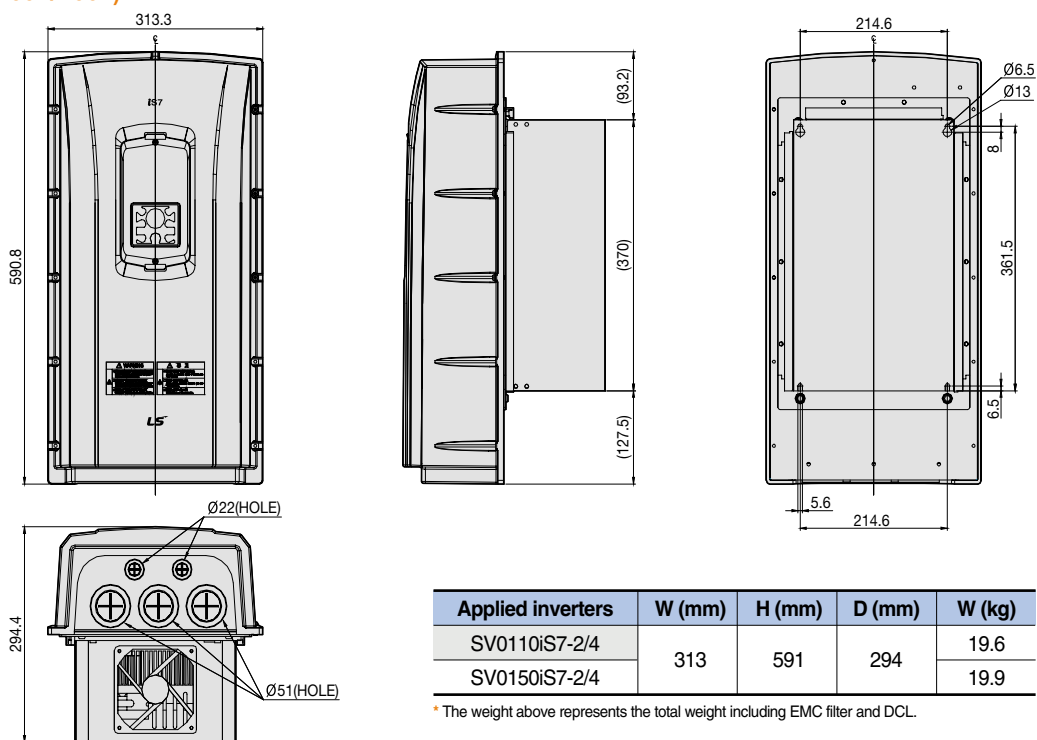 313.3
iS7
590.8
LS
(93.2)
(370)
(127.5)
214.6
Ø6.5
Ø13
8
361.5
6.5
5.6
214.6
Ø22(HOLE)
294.4
Ø51(HOLE)
Applied inverters W (mm) H (mm) D (mm) W (kg)
SV0110iS7-2/4 313 591 294 19.6
SV0150iS7-2/4 19.9
* The weight above represents the total weight including EMC filter and DCL.